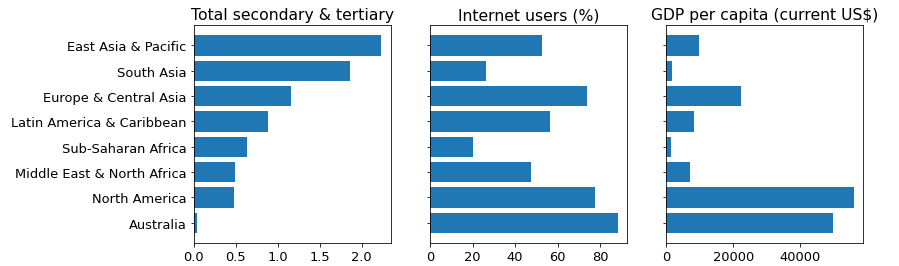 Total secondary & tertiary
Internet users (%)
GDP per capita (current US$)
East Asia & Pacific
South Asia
Europe & Central Asia
Latin America & Caribbean
Sub-Saharan Africa
Middle East & North Africa
North America
Australia
0.0 0.5 1.0 1.5 2.0
0 20 40 60 80
0 20000 40000